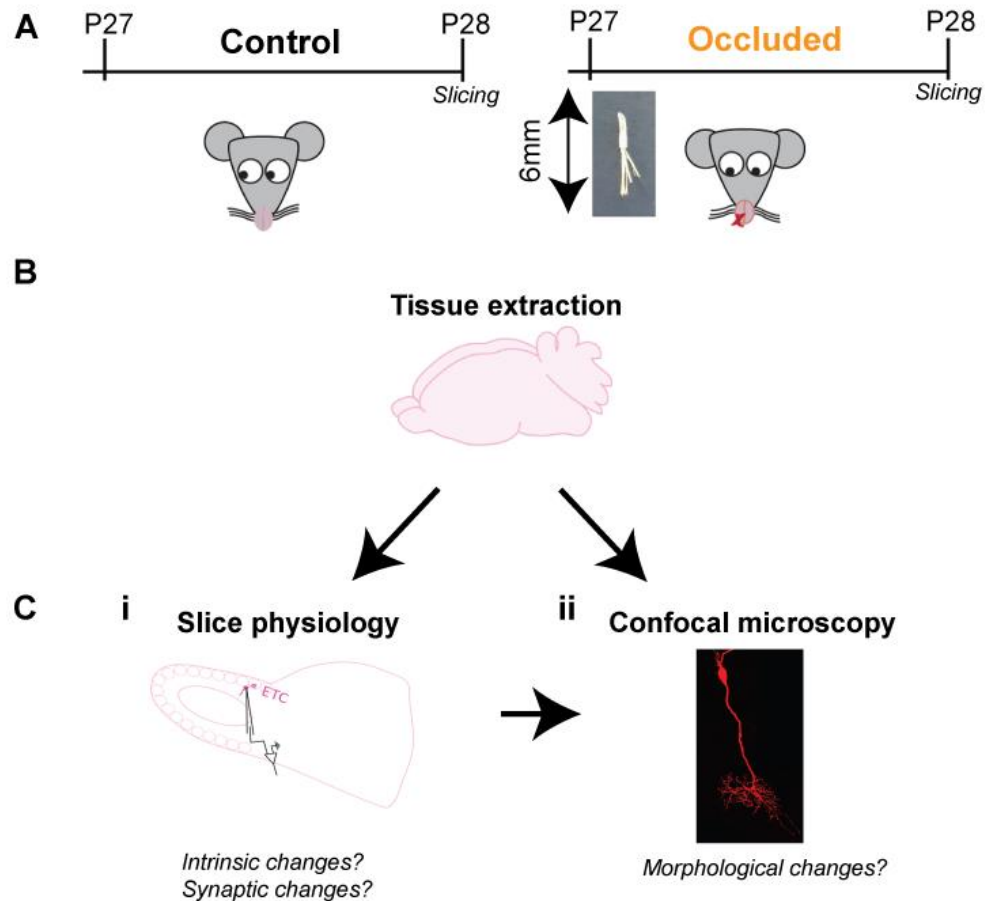 A
P27
Control
P28
Slicing
P27
Occluded
P28
Slicing
6mm
B
Tissue extraction
C
i
Slice physiology
ETC
Intrinsic changes?
Synaptic changes?
ii
Confocal microscopy
Morphological changes?